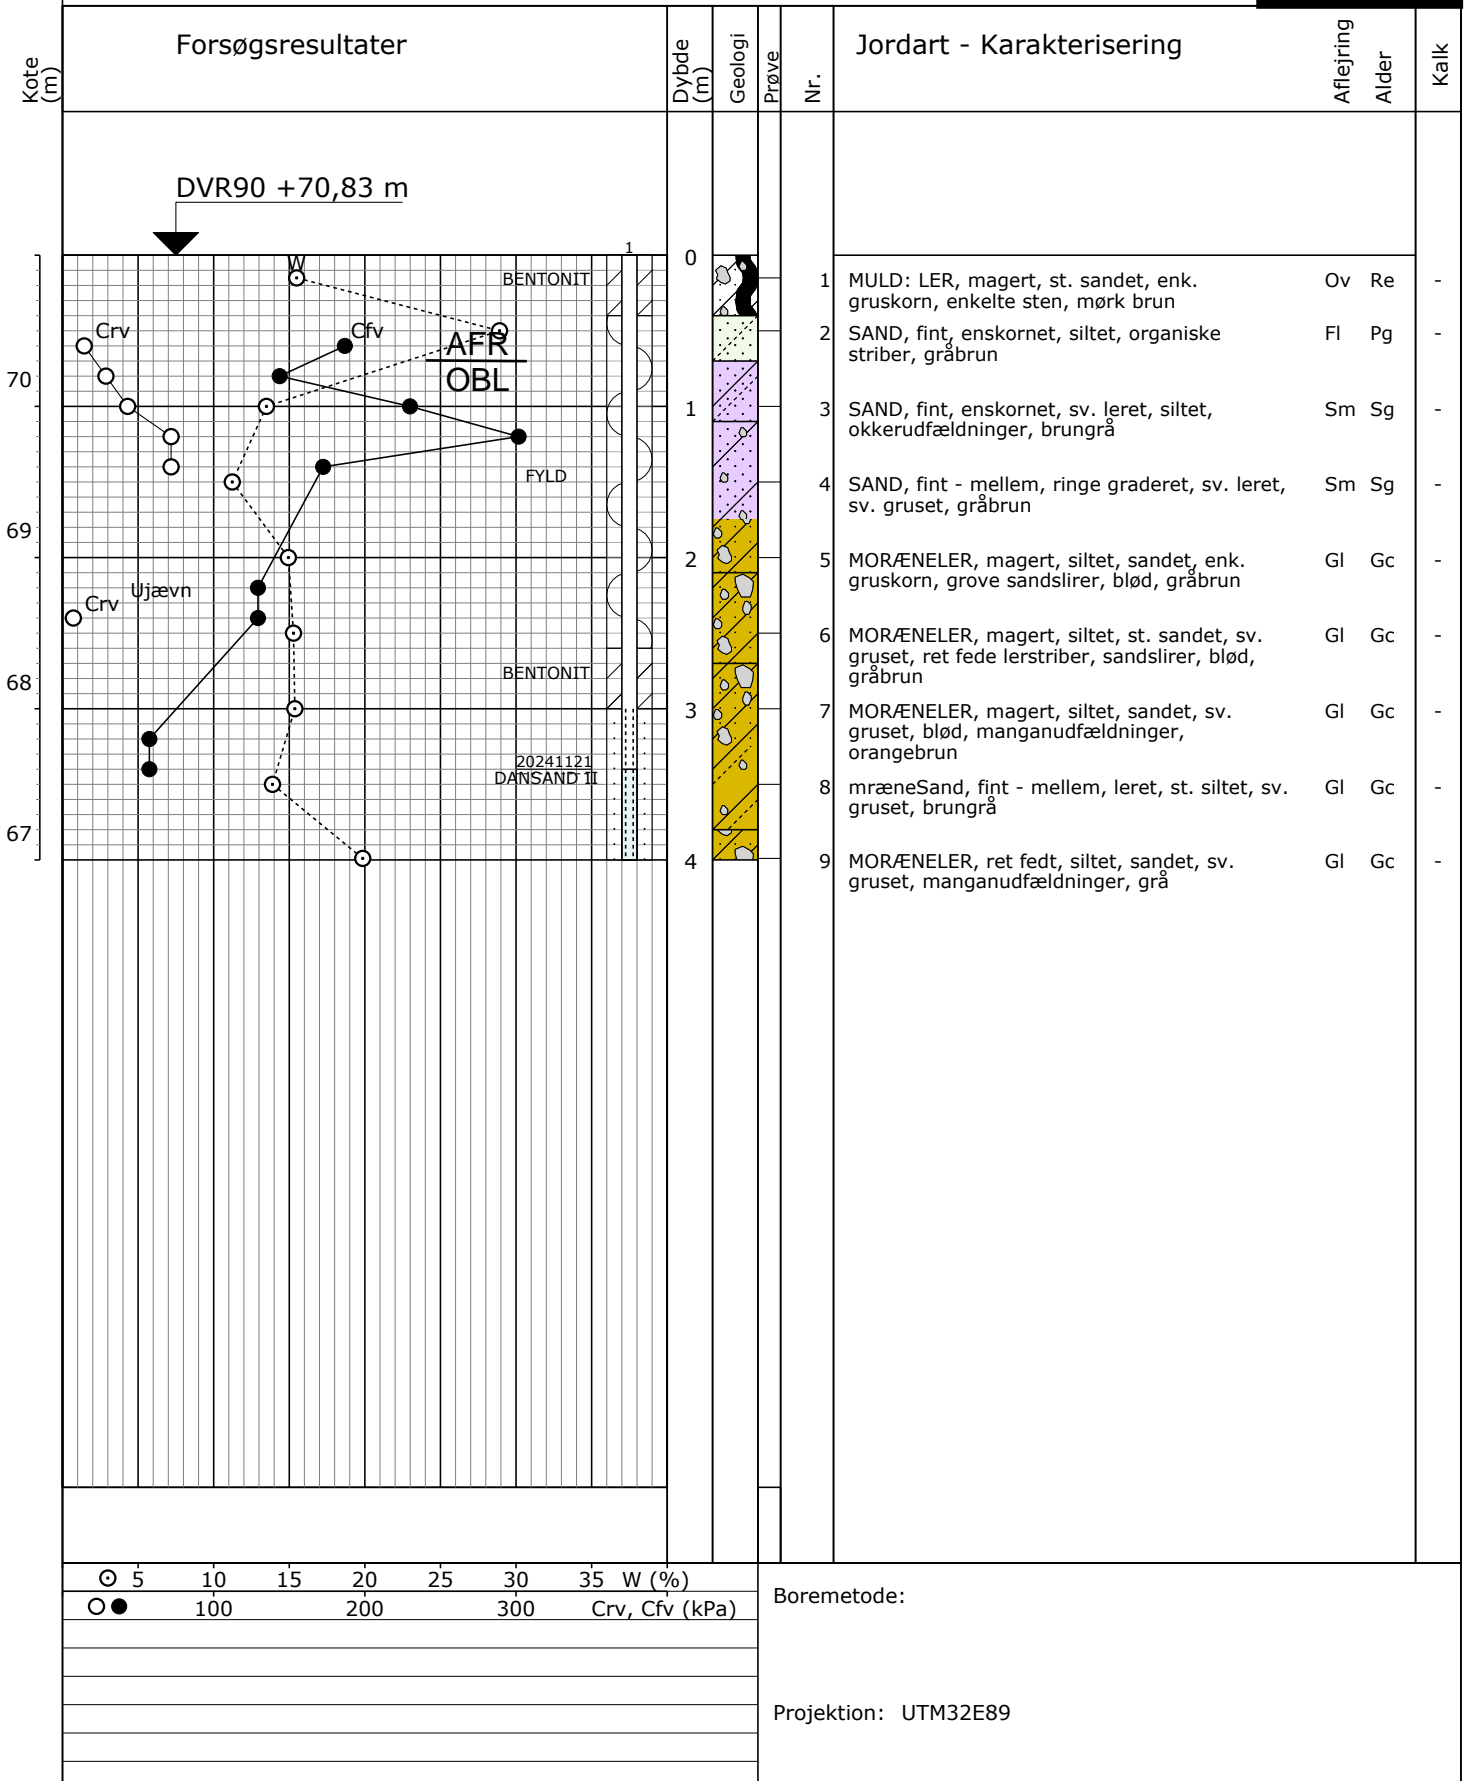 Kote
(m)
Forsøgsresultater
Dybde
(m)
Geologi
Prøve
Nr.
Jordart - Karakterisering
Aflejring
Alder
Kalk
DVR90 +70,83 m
1
W
BENTONIT
0
1 MULD: LER, magert, st. sandet, enk. Ov Re -
gruskorn, enkelte sten, mørk brun
Crv
Cfv
AFR
OBL
2 SAND, fint, enskornet, siltet, organiske Fl Pg -
striber, gråbrun
70
1
3 SAND, fint, enskornet, sv. leret, siltet, Sm Sg -
okkerudfældninger, brungrå
FYLD
4 SAND, fint - mellem, ringe graderet, sv. leret, Sm Sg -
sv. gruset, gråbrun
69
2
5 MORÆNELER, magert, siltet, sandet, enk. Gl Gc -
gruskorn, grove sandslirer, blød, gråbrun
Ujævn
Crv
6 MORÆNELER, magert, siltet, st. sandet, sv. Gl Gc -
gruset, ret fede lerstriber, sandslirer, blød,
gråbrun
BENTONIT
68
3
7 MORÆNELER, magert, siltet, sandet, sv. Gl Gc -
gruset, blød, manganudfældninger,
orangebrun
20241121
DANSAND II
8 mræneSand, fint - mellem, leret, st. siltet, sv. Gl Gc -
gruset, brungrå
67
4
9 MORÆNELER, ret fedt, siltet, sandet, sv. Gl Gc -
gruset, manganudfældninger, grå
5 10 15 20 25 30 35 W (%)
100 200 300 Crv, Cfv (kPa)
Boremetode:
Projektion: UTM32E89